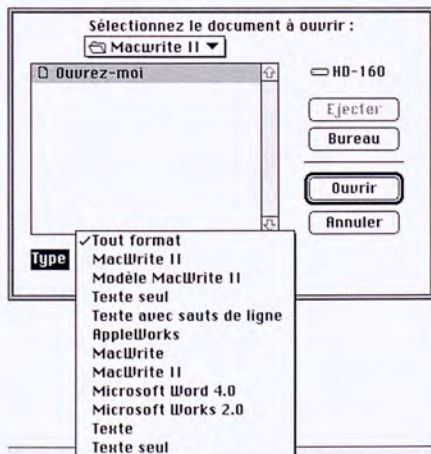 Sélectionnez le document à ouvrir :
Macwrite II
Ouvrez-moi
HD-160
Ejecter
Bureau
Ouvrir
Annuler
Type
✓Tout format
MacWrite II
Modèle MacWrite II
Texte seul
Texte avec sauts de ligne
AppleWorks
MacWrite
MacWrite II
Microsoft Word 4.0
Microsoft Works 2.0
Texte
Texte seul